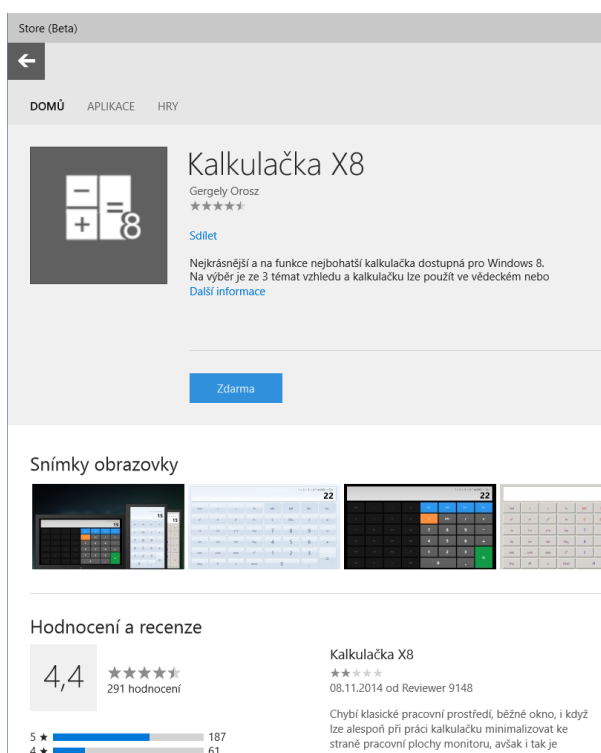 Store (Beta)
DOMŮ APLIKACE HRY
8
Kalkulačka X8
Gergely Orosz
Sdílet
Nejkrásnější a na funkce nejbohatší kalkulačka dostupná pro Windows 8.
Na výběr je ze 3 témat vzhledu a kalkulačku lze použít ve vědeckém nebo
Další informace
Zdarma
Snímky obrazovky
15
15
15
22
22
Hodnocení a recenze
4,4
291 hodnocení
5 ★ 187
4 ★ 61
Kalkulačka X8
08.11.2014 od Reviewer 9148
Chybí klasické pracovní prostředí, běžné okno, i když
lze alespoň při práci kalkulačku minimalizovat ke
straně pracovní plochy monitoru, avšak i tak je